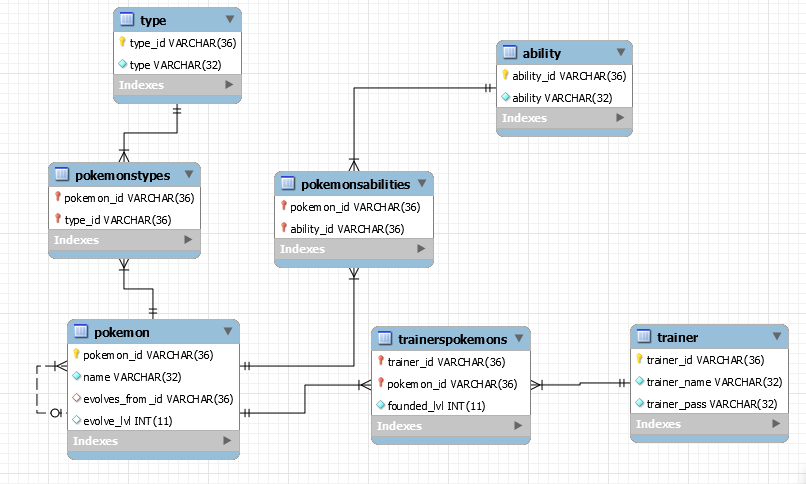 type
type_id VARCHAR(36)
type VARCHAR(32)
Indexes
ability
ability_id VARCHAR(36)
ability VARCHAR(32)
Indexes
pokemonstypes
pokemon_id VARCHAR(36)
type_id VARCHAR(36)
Indexes
pokemonsabilities
pokemon_id VARCHAR(36)
ability_id VARCHAR(36)
Indexes
pokemon
pokemon_id VARCHAR(36)
name VARCHAR(32)
evolves_from_id VARCHAR(36)
evolve_lvl INT(11)
Indexes
trainerspokemons
trainer_id VARCHAR(36)
pokemon_id VARCHAR(36)
founded_lvl INT(11)
Indexes
trainer
trainer_id VARCHAR(36)
trainer_name VARCHAR(32)
trainer_pass VARCHAR(32)
Indexes